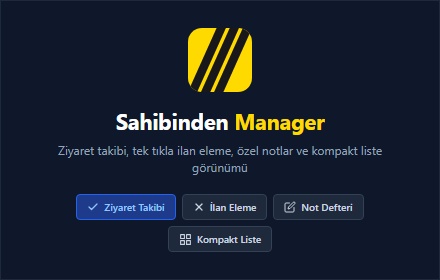 Sahibinden Manager
Ziyaret takibi, tek tıkla ilan eleme, özel notlar ve kompakt liste
görünümü
Ziyaret Takibi
İlan Eleme
Not Defteri
Kompakt Liste